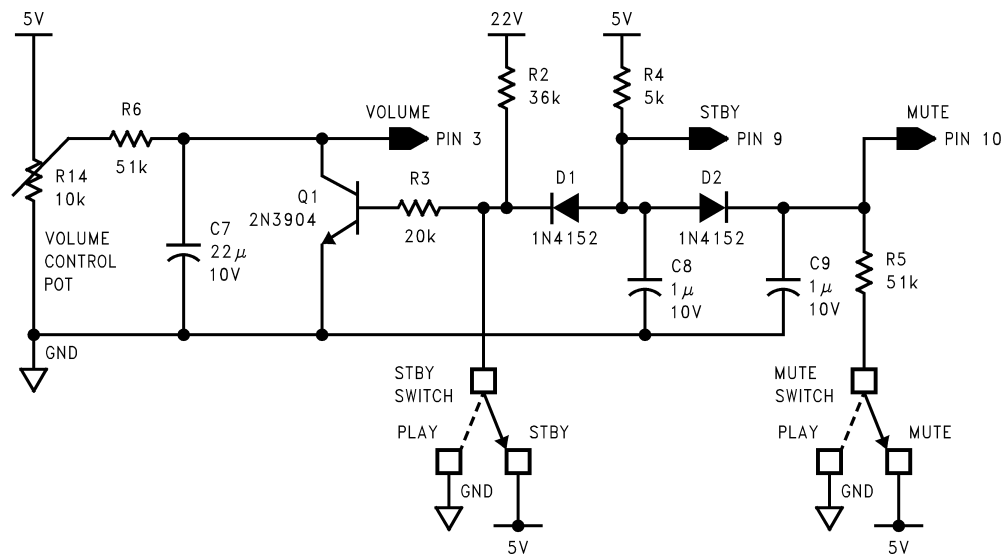 5V
22V
5V
R6
51k
VOLUME
PIN 3
R2
36k
R4
5k
STBY
PIN 9
MUTE
PIN 10
R14
10k
VOLUME
CONTROL
POT
C7
22μ
10V
Q1
2N3904
R3
20k
D1
1N4152
D2
1N4152
C8
1μ
10V
C9
1μ
10V
R5
51k
GND
STBY
SWITCH
PLAY
STBY
GND
5V
MUTE
SWITCH
PLAY
MUTE
GND
5V